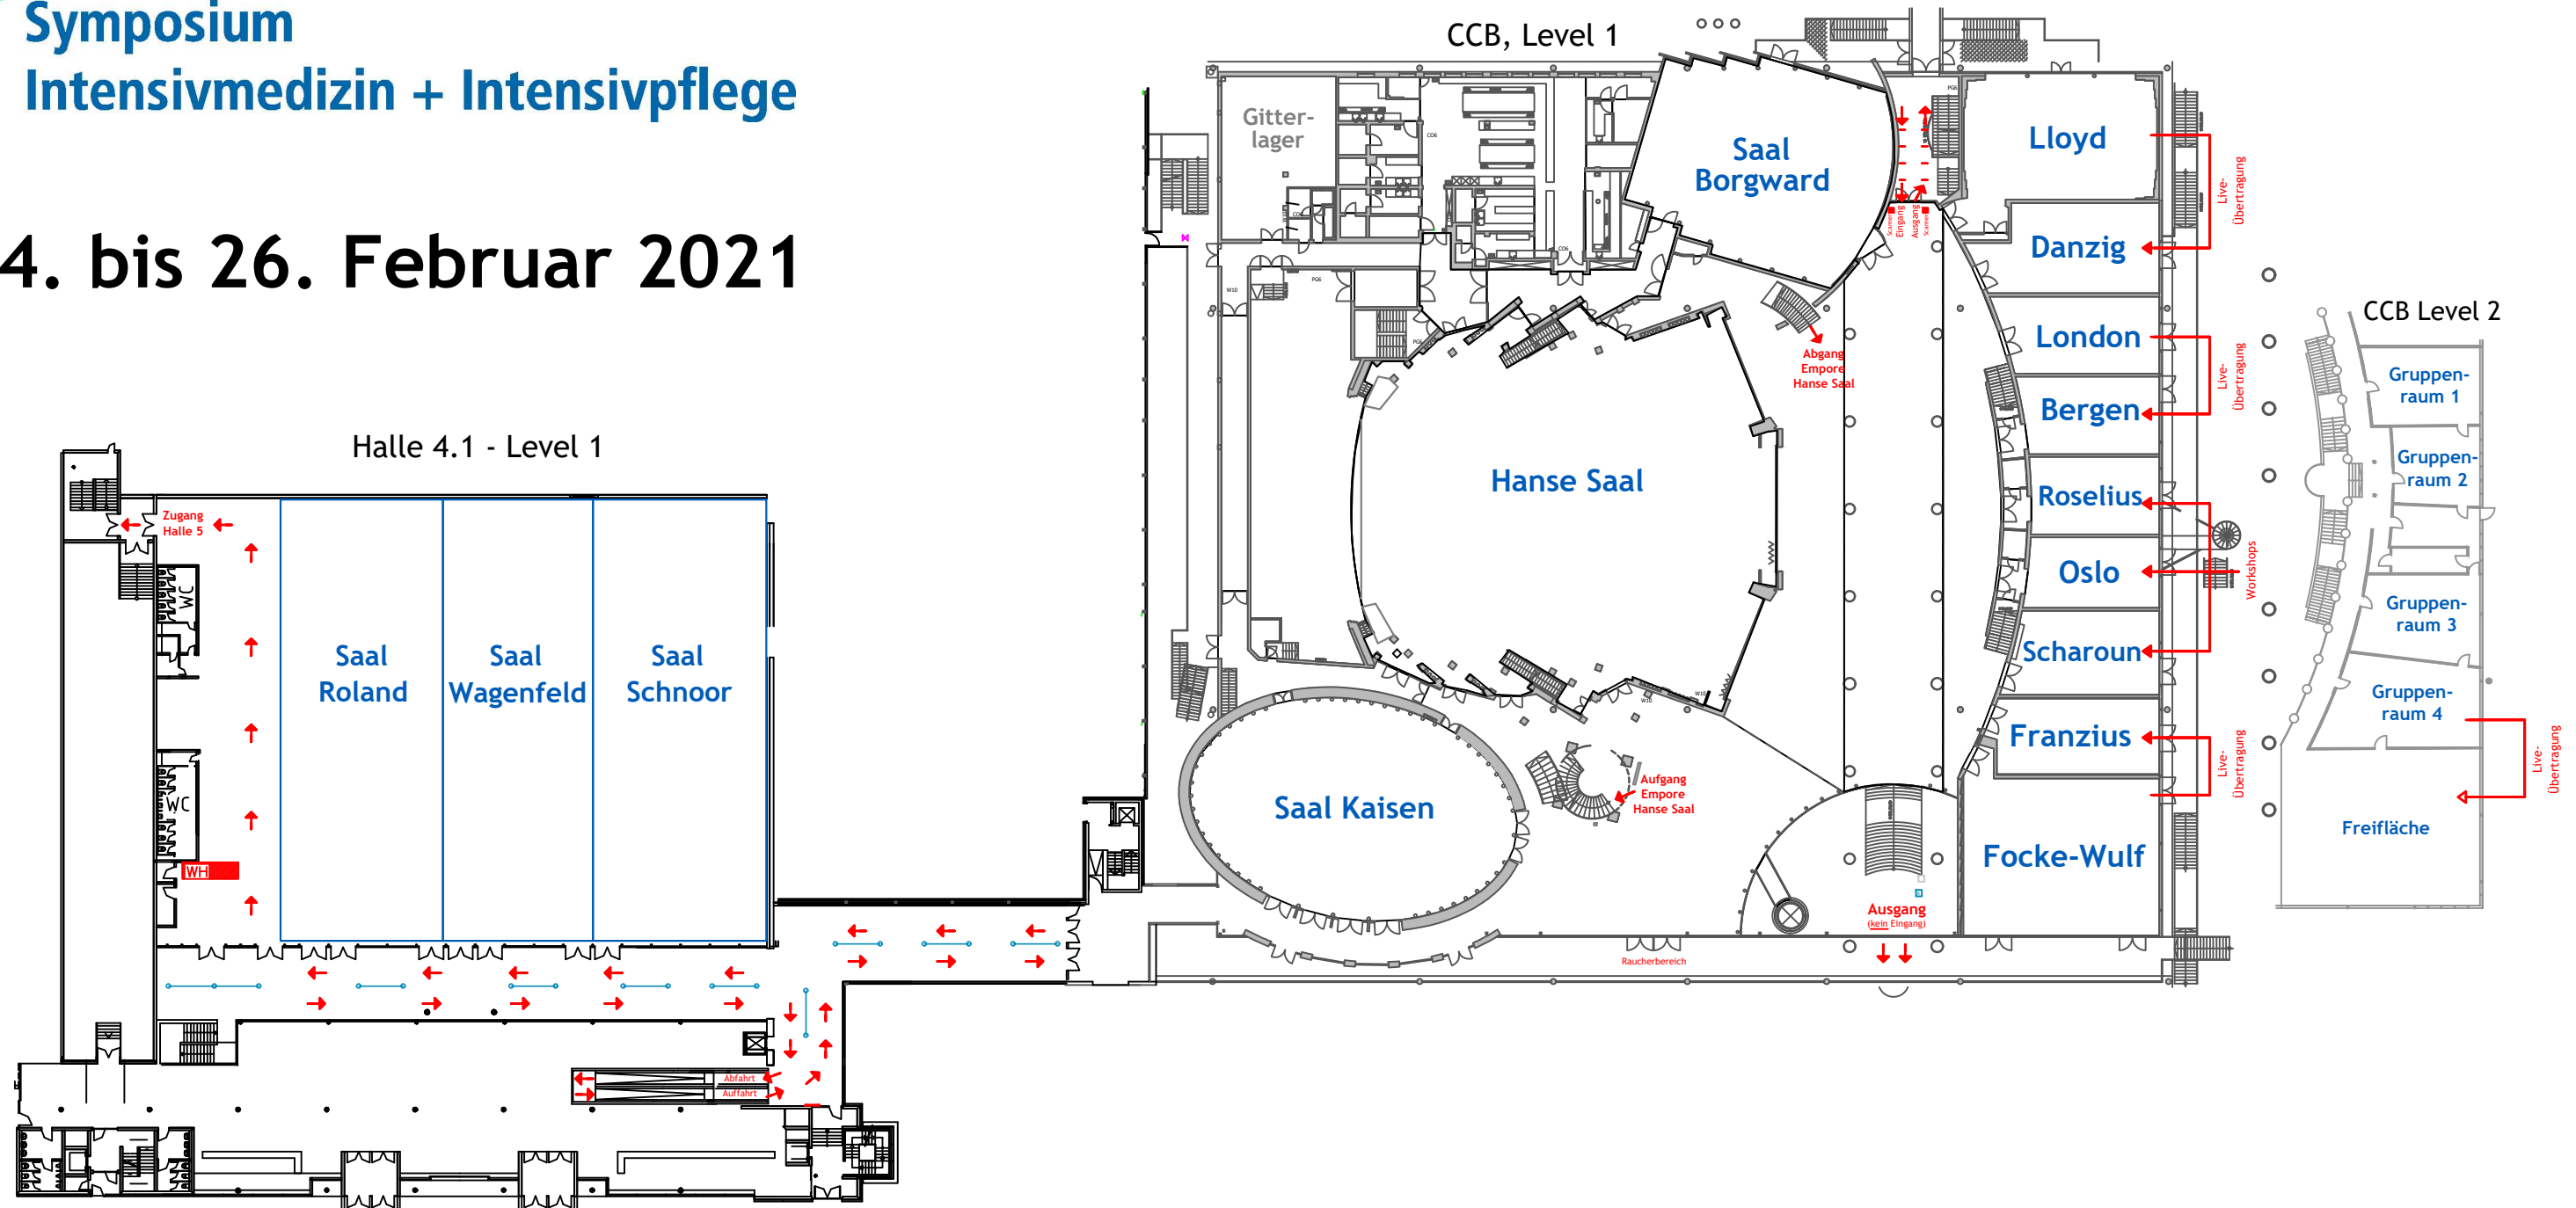 Symposium
Intensivmedizin + Intensivpflege
4. bis 26. Februar 2021
Halle 4.1 - Level 1
Zugang
Halle 5
WC
WC
WH
Saal
Roland
Saal
Wagenfeld
Saal
Schnoor
Abfahrt
Auffahrt
CCB, Level 1
Gitter-
lager
Saal
Borgward
Eingang
Ausgang
Scanner
Scanner
Abgang
Empore
Hanse Saal
Hanse Saal
Saal Kaisen
Aufgang
Empore
Hanse Saal
Ausgang
(kein Eingang)
Raucherbereich
Lloyd
Danzig
London
Bergen
Roselius
Oslo
Scharoun
Franzius
Focke-Wulf
Live-
Übertragung
Live-
Übertragung
Workshops
Live-
Übertragung
CCB Level 2
Gruppen-
raum 1
Gruppen-
raum 2
Gruppen-
raum 3
Gruppen-
raum 4
Freifläche
Live-
Übertragung